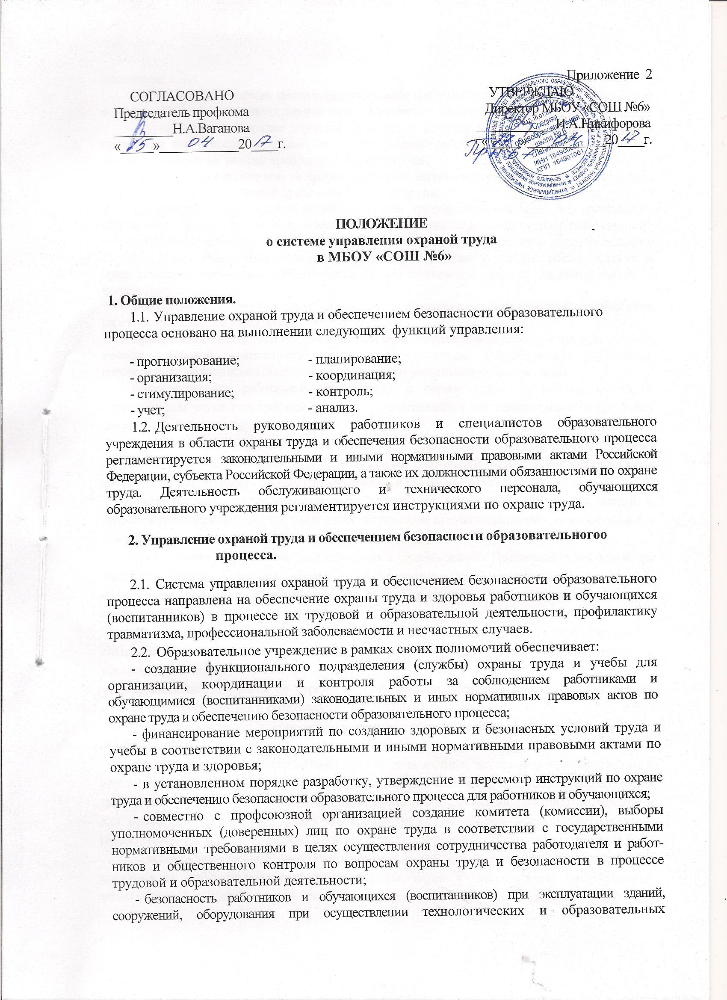 Приложение 2
СОГЛАСОВАНО
Председатель профкома
_________Н.А.Ваганова
«25» 04 2017г.
УТВЕРЖДАЮ
Директор МБОУ «СОШ №6»
И.А.Никифорова
2017г.
"Средняя
общеобразовательная
школа № 6
г.Лениногорска"
ИНН 1649006977
КПП 164901001
ПОЛОЖЕНИЕ
о системе управления охраной труда
в МБОУ «СОШ №6»
1. Общие положения.
1.1. Управление охраной труда и обеспечением безопасности образовательного
процесса основано на выполнении следующих функций управления:
- прогнозирование; - планирование;
- организация; - координация;
- стимулирование; - контроль;
- учет; - анализ.
1.2. Деятельность руководящих работников и специалистов образовательного
учреждения в области охраны труда и обеспечения безопасности образовательного процесса
регламентируется законодательными и иными нормативными правовыми актами Российской
Федерации, субъекта Российской Федерации, а также их должностными обязанностями по охране
труда. Деятельность обслуживающего и технического персонала, обучающихся
образовательного учреждения регламентируется инструкциями по охране труда.
2. Управление охраной труда и обеспечением безопасности образовательногоо
процесса.
2.1. Система управления охраной труда и обеспечением безопасности образовательного
процесса направлена на обеспечение охраны труда и здоровья работников и обучающихся
(воспитанников) в процессе их трудовой и образовательной деятельности, профилактику
травматизма, профессиональной заболеваемости и несчастных случаев.
2.2. Образовательное учреждение в рамках своих полномочий обеспечивает:
- создание функционального подразделения (службы) охраны труда и учебы для
организации, координации и контроля работы за соблюдением работниками и
обучающимися (воспитанниками) законодательных и иных нормативных правовых актов по
охране труда и обеспечению безопасности образовательного процесса;
- финансирование мероприятий по созданию здоровых и безопасных условий труда и
учебы в соответствии с законодательными и иными нормативными правовыми актами по
охране труда и здоровья;
- в установленном порядке разработку, утверждение и пересмотр инструкций по охране
труда и обеспечению безопасности образовательного процесса для работников и обучающихся;
- совместно с профсоюзной организацией создание комитета (комиссии), выборы
уполномоченных (доверенных) лиц по охране труда в соответствии с государственными
нормативными требованиями в целях осуществления сотрудничества работодателя и работ-
ников и общественного контроля по вопросам охраны труда и безопасности в процессе
трудовой и образовательной деятельности;
- безопасность работников и обучающихся (воспитанников) при эксплуатации зданий,
сооружений, оборудования при осуществлении технологических и образовательных